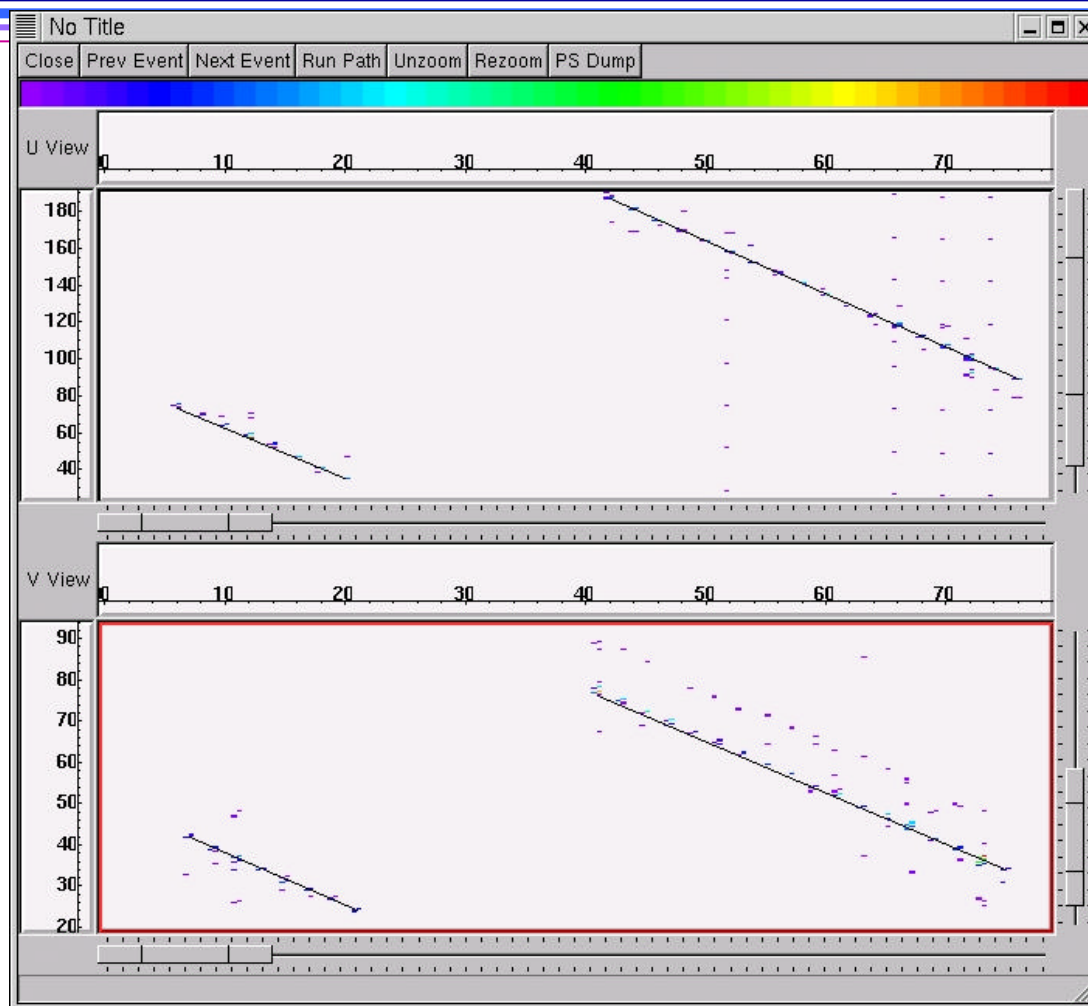 No Title
Close Prev Event Next Event Run Path Unzoom Rezoom PS Dump
U View
0 10 20 30 40 50 60 70
180
160
140
120
100
80
60
40
V View
0 10 20 30 40 50 60 70
90
80
70
60
50
40
30
20